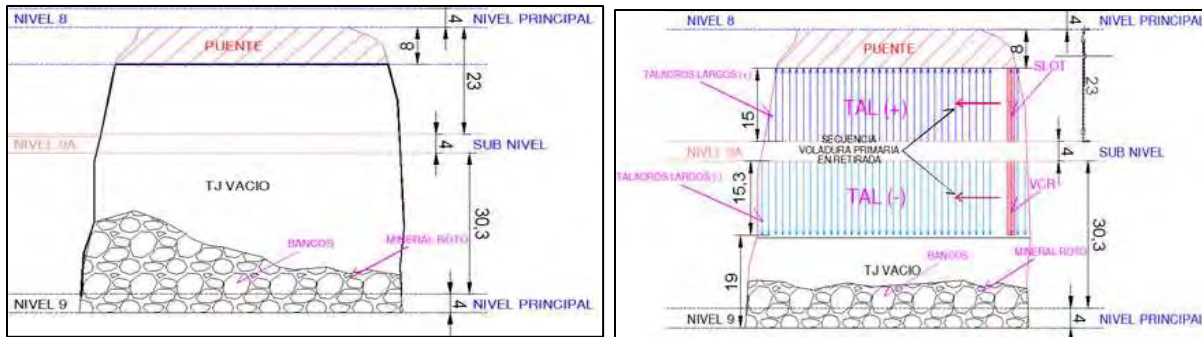 NIVEL 8
4
NIVEL PRINCIPAL
PUENTE
8
23
NIVEL 9A
4
SUB NIVEL
TJ VACIO
30,3
BANCOS
MINERAL ROTO
NIVEL 9
4
NIVEL PRINCIPAL
NIVEL 8
4
NIVEL PRINCIPAL
PUENTE
8
SLOT
TALADROS LARGOS (+)
23
15
TAL (+)
SECUENCIA
VOLADURA PRIMARIA
EN RETIRADA
NIVEL 9A
4
SUB NIVEL
TALADROS LARGOS (-)
15,3
TAL (-)
VCR
30,3
BANCOS
MINERAL ROTO
TJ VACIO
19
NIVEL 9
4
NIVEL PRINCIPAL